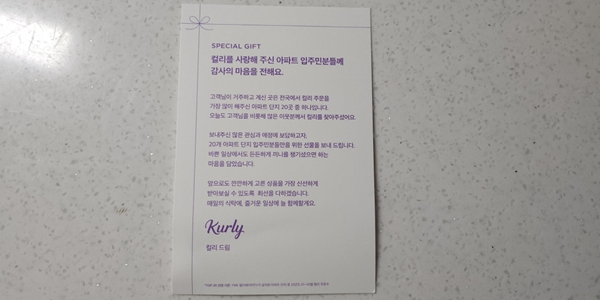 SPECIAL GIFT
컬리를 사랑해 주신 아파트 입주민분들께
감사의 마음을 전해요.
고객님이 거주하고 계신 곳은 전국에서 컬리 주문을
가장 많이 해주신 아파트 단지 20곳 중 하나입니다.
오늘도 고객님을 비롯해 많은 이웃분께서 컬리를 찾아주셨어요.
보내주신 많은 관심과 애정에 보답하고자,
20개 아파트 단지 입주민분들만을 위한 선물을 보내 드립니다.
바쁜 일상에서도 든든하게 끼니를 챙기셨으면 하는
마음을 담았습니다.
앞으로도 깐깐하게 고른 상품을 가장 신선하게
받아보실 수 있도록 최선을 다하겠습니다.
매일의 식탁에, 즐거운 일상에 늘 함께할게요.
Kurly
컬리 드림